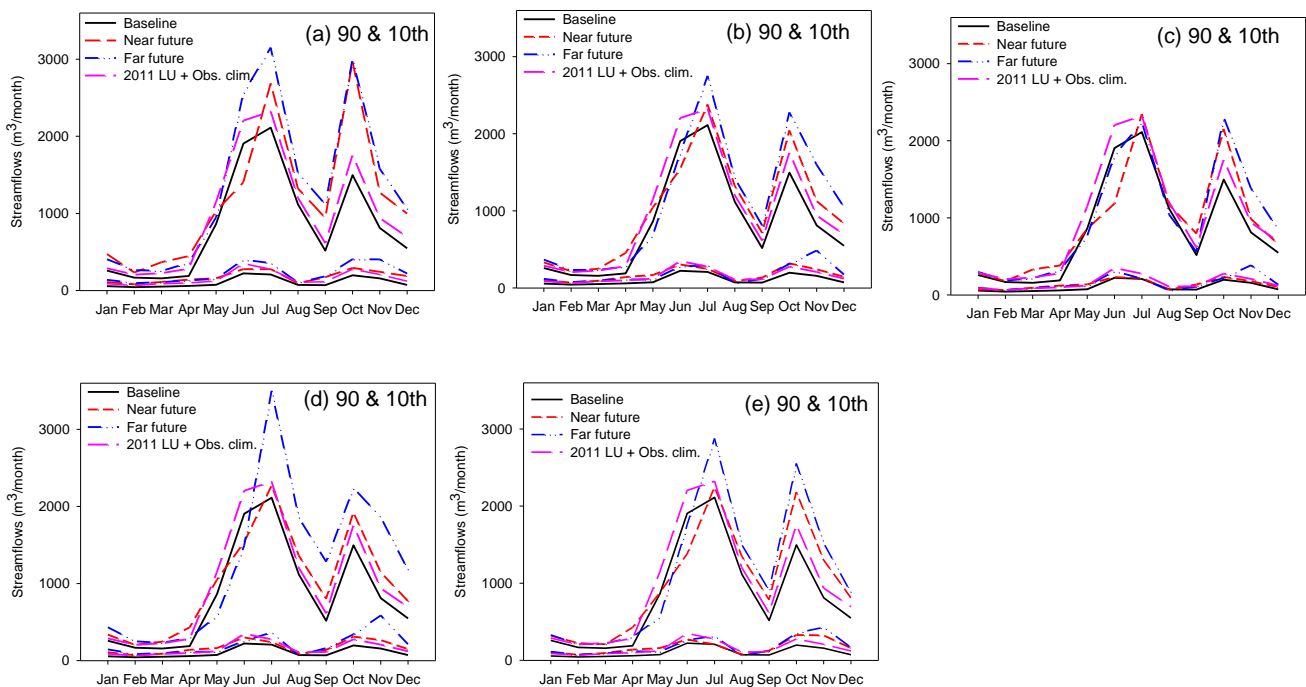 (a) 90 & 10th
Baseline
Near future
Far future
2011 LU + Obs. clim.
Streamflows (m³/month)
3000
2000
1000
0
Jan Feb Mar Apr May Jun Jul Aug Sep Oct Nov Dec
(b) 90 & 10th
Baseline
Near future
Far future
2011 LU + Obs. clim.
Streamflows (m³/month)
3000
2000
1000
0
Jan Feb Mar Apr May Jun Jul Aug Sep Oct Nov Dec
(c) 90 & 10th
Baseline
Near future
Far future
2011 LU + Obs. clim.
Streamflows (m³/month)
3000
2000
1000
0
Jan Feb Mar Apr May Jun Jul Aug Sep Oct Nov Dec
(d) 90 & 10th
Baseline
Near future
Far future
2011 LU + Obs. clim.
Streamflows (m³/month)
3000
2000
1000
0
Jan Feb Mar Apr May Jun Jul Aug Sep Oct Nov Dec
(e) 90 & 10th
Baseline
Near future
Far future
2011 LU + Obs. clim.
Streamflows (m³/month)
3000
2000
1000
0
Jan Feb Mar Apr May Jun Jul Aug Sep Oct Nov Dec